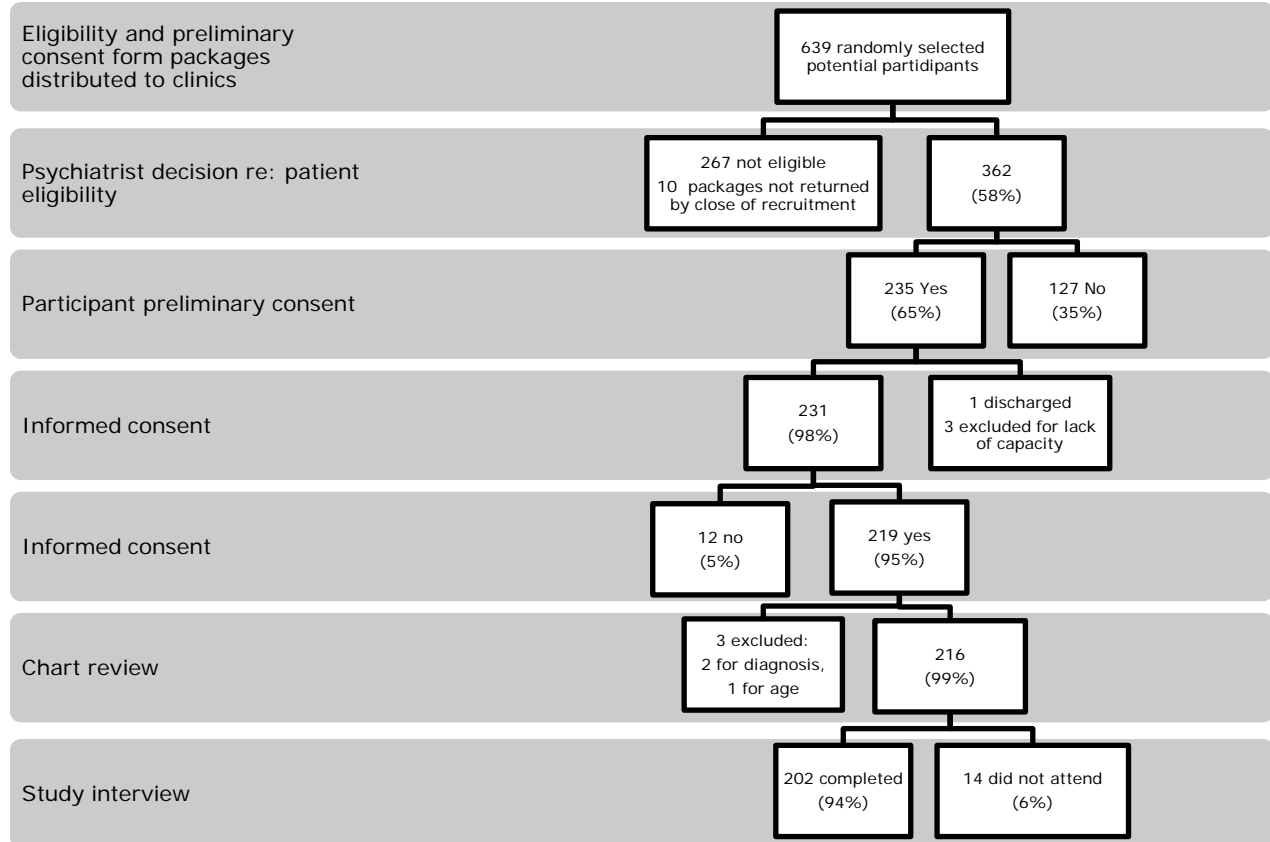 Eligibility and preliminary
consent form packages
distributed to clinics
639 randomly selected
potential partidipants
Psychiatrist decision re: patient
eligibility
267 not eligible
10 packages not returned
by close of recruitment
362
(58%)
Participant preliminary consent
235 Yes
(65%)
127 No
(35%)
Informed consent
231
(98%)
1 discharged
3 excluded for lack
of capacity
Informed consent
12 no
(5%)
219 yes
(95%)
Chart review
3 excluded:
2 for diagnosis,
1 for age
216
(99%)
Study interview
202 completed
(94%)
14 did not attend
(6%)